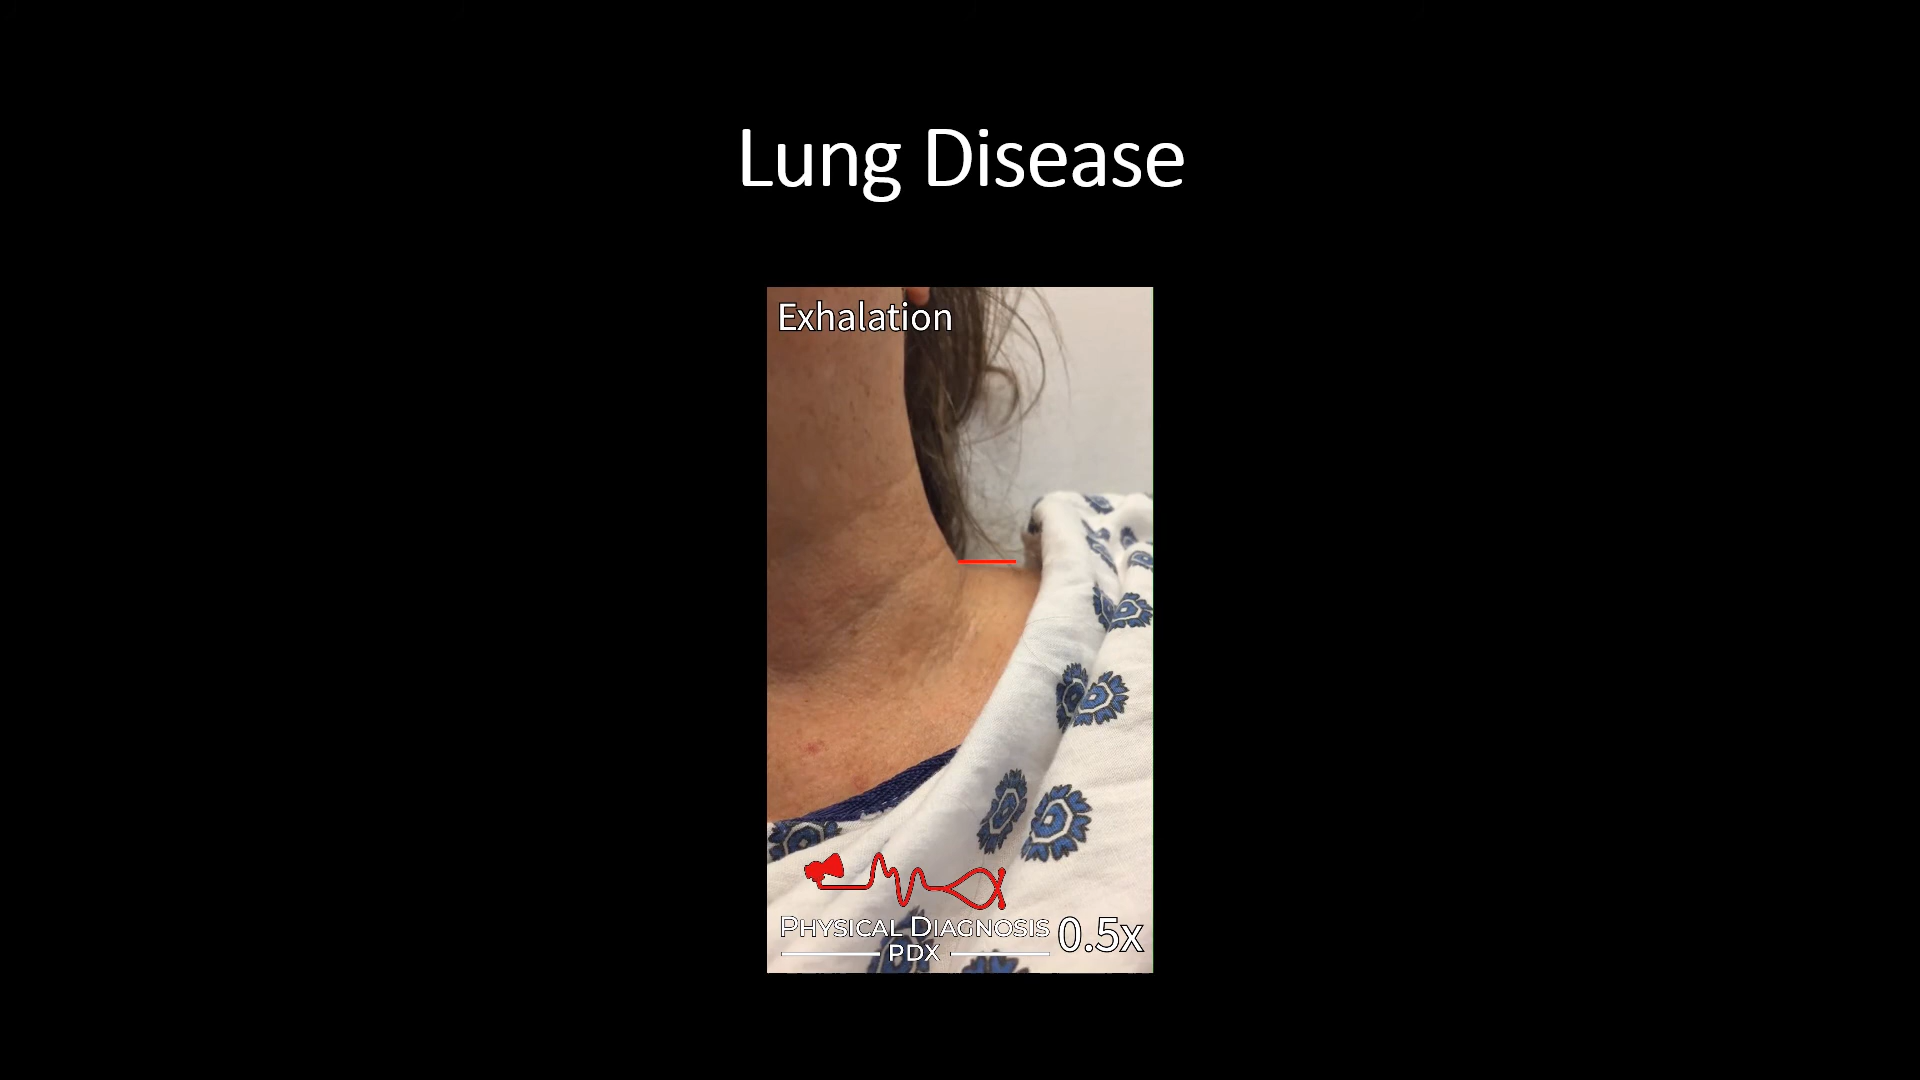 Lung Disease
Exhalation
PHYSICAL DIAGNOSIS
PDX
0.5x